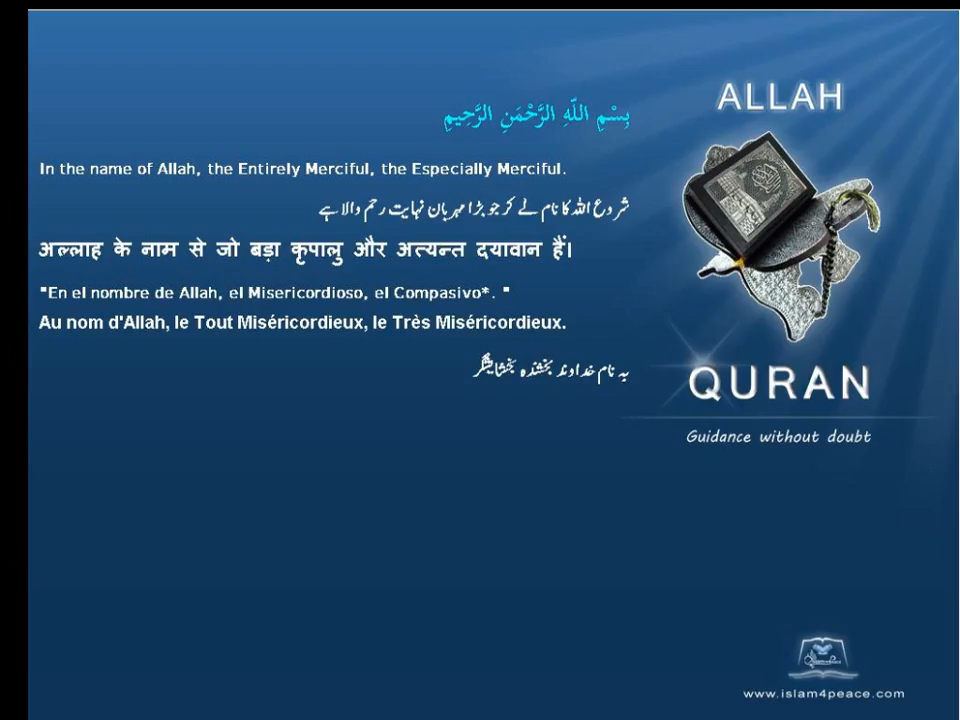 بِسْمِ اللَّهِ الرَّحْمَنِ الرَّحِيمِ
In the name of Allah, the Entirely Merciful, the Especially Merciful.
شروع الله کا نام لے کر جو بڑا مہربان نہایت رحم والا ہے
अल्लाह के नाम से जो बड़ा कृपालु और अत्यन्त दयावान हैं।
"En el nombre de Allah, el Misericordioso, el Compasivo*. "
Au nom d'Allah, le Tout Miséricordieux, le Très Miséricordieux.
به نام خداوند بخشنده بخشایشگر
ALLAH
QURAN
Guidance without doubt
www.islam4peace.com